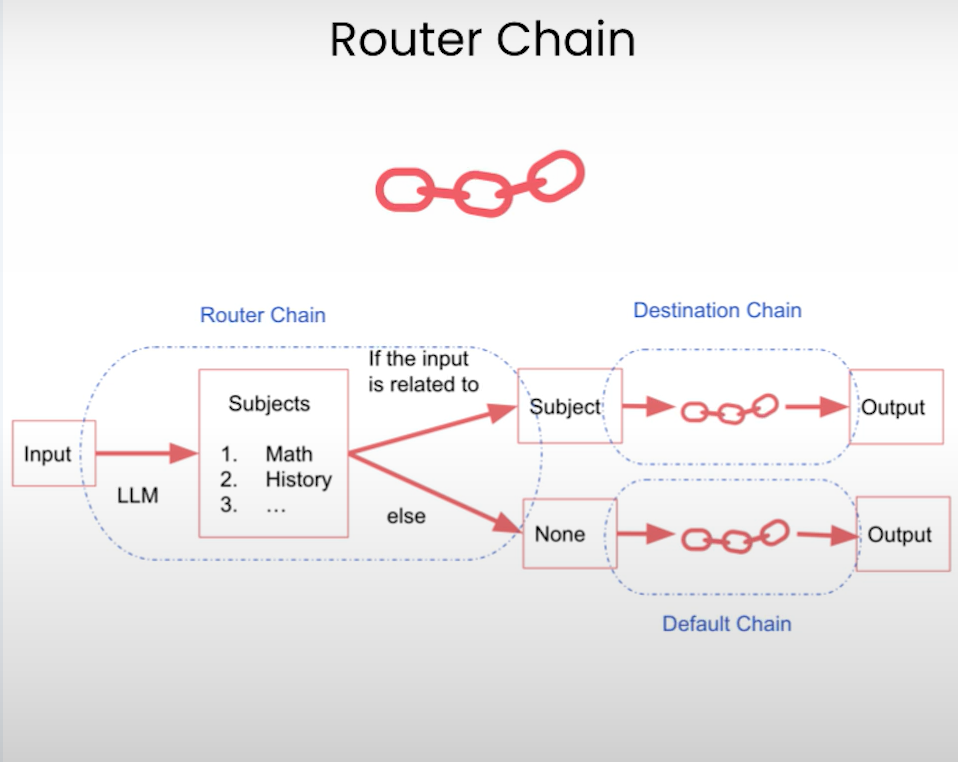 Router Chain
Router Chain
Destination Chain
If the input
is related to
Subjects
1. Math
2. History
3. ...
Input
LLM
else
Subject
Output
None
Output
Default Chain